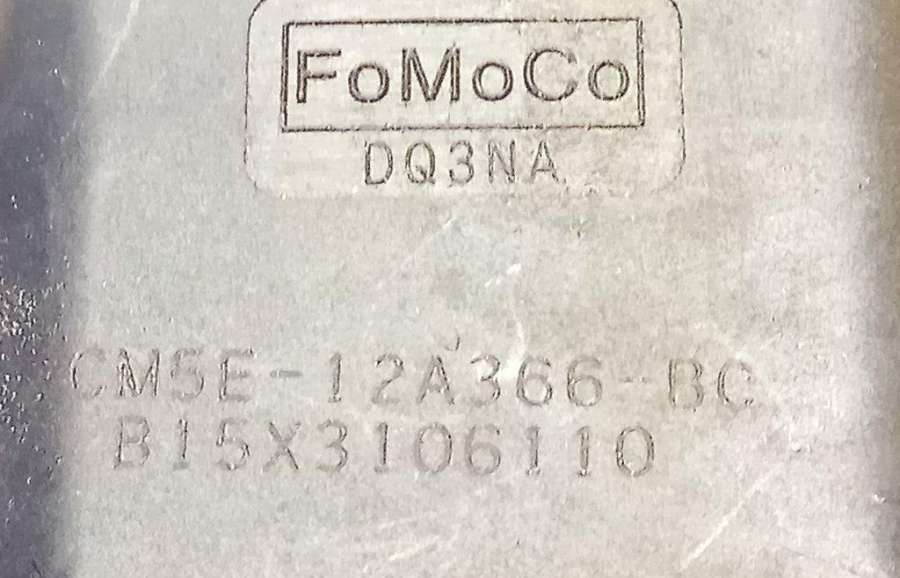 FoMoCo
DQ3NA
CM5E-12A366-BC
B15X3106110